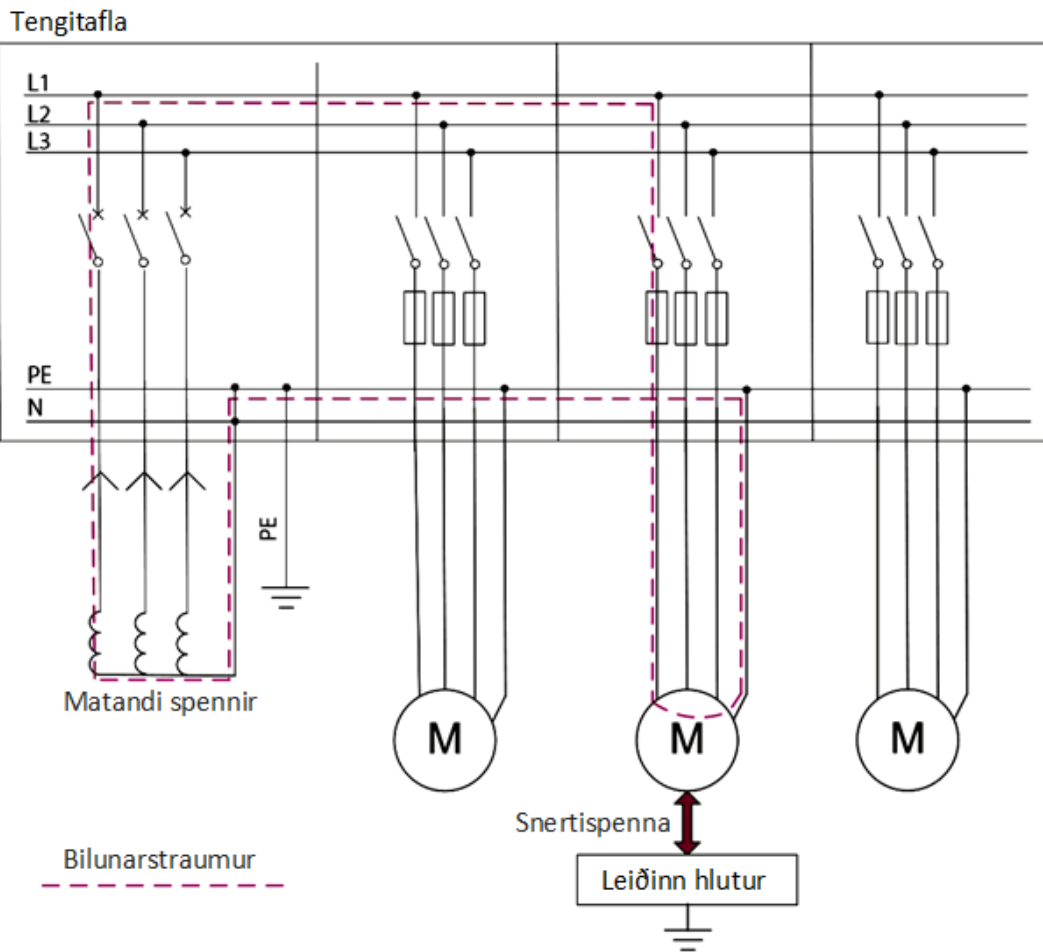 Tengitafla
L1
L2
L3
PE
N
PE
Matandi spennir
M
M
M
Snertispenna
Bilunarstraumur
Leiðinn hlutur